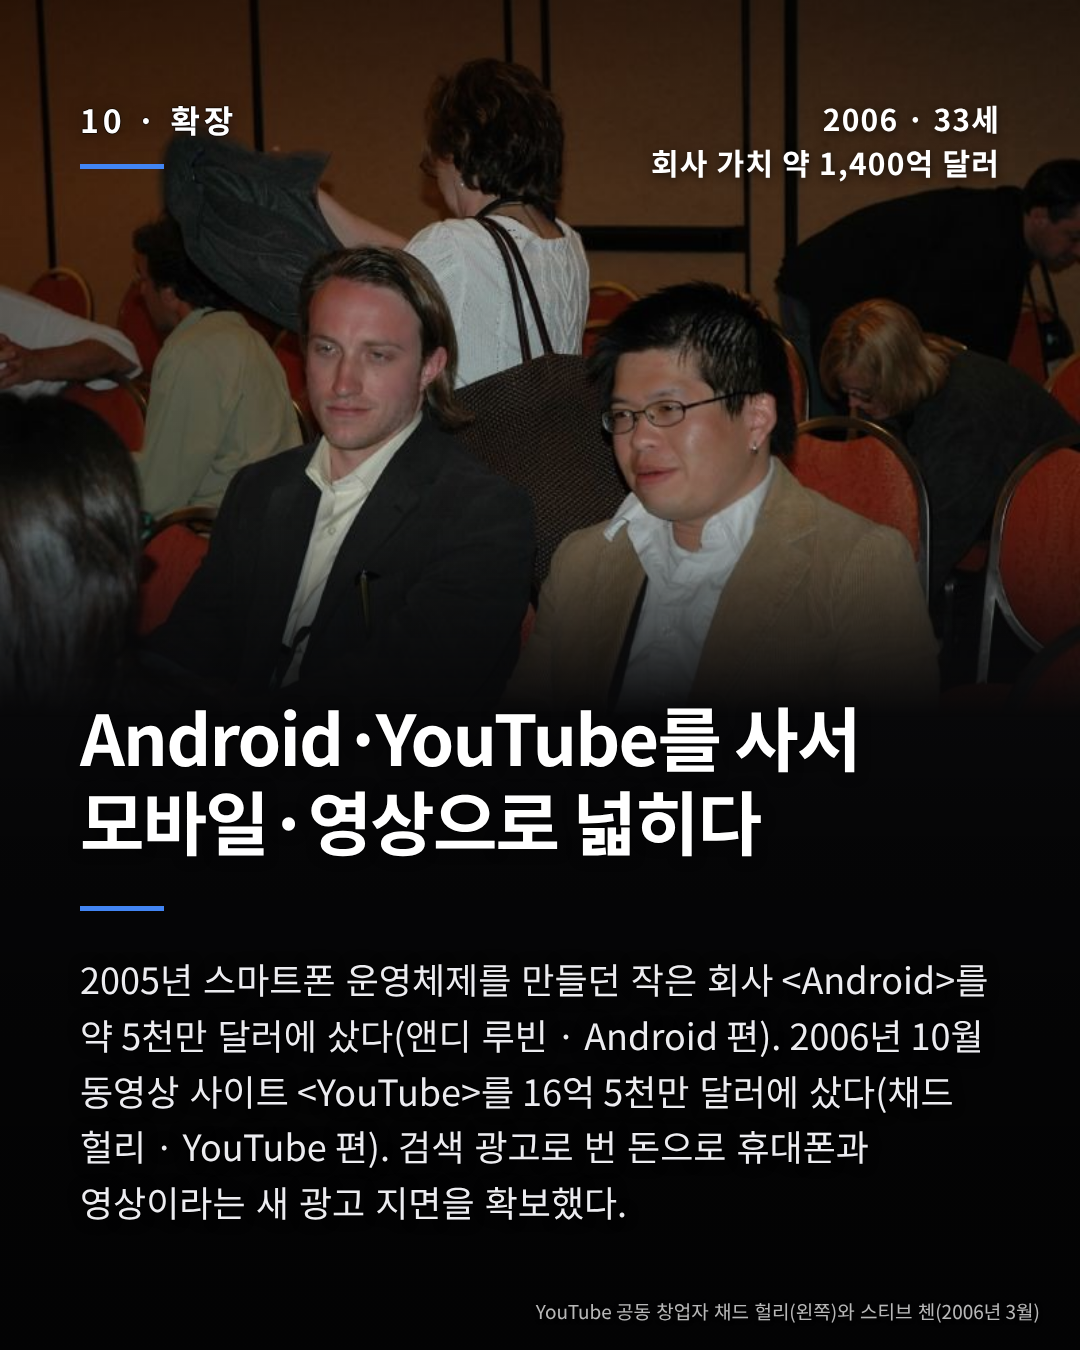 10 · 확장
2006 · 33세
회사 가치 약 1,400억 달러
Android·YouTube를 사서
모바일·영상으로 넓히다
2005년 스마트폰 운영체제를 만들던 작은 회사 <Android>를
약 5천만 달러에 샀다(앤디 루빈 · Android 편). 2006년 10월
동영상 사이트 <YouTube>를 16억 5천만 달러에 샀다(채드
헐리 · YouTube 편). 검색 광고로 번 돈으로 휴대폰과
영상이라는 새 광고 지면을 확보했다.
YouTube 공동 창업자 채드 헐리(왼쪽)와 스티브 첸(2006년 3월)